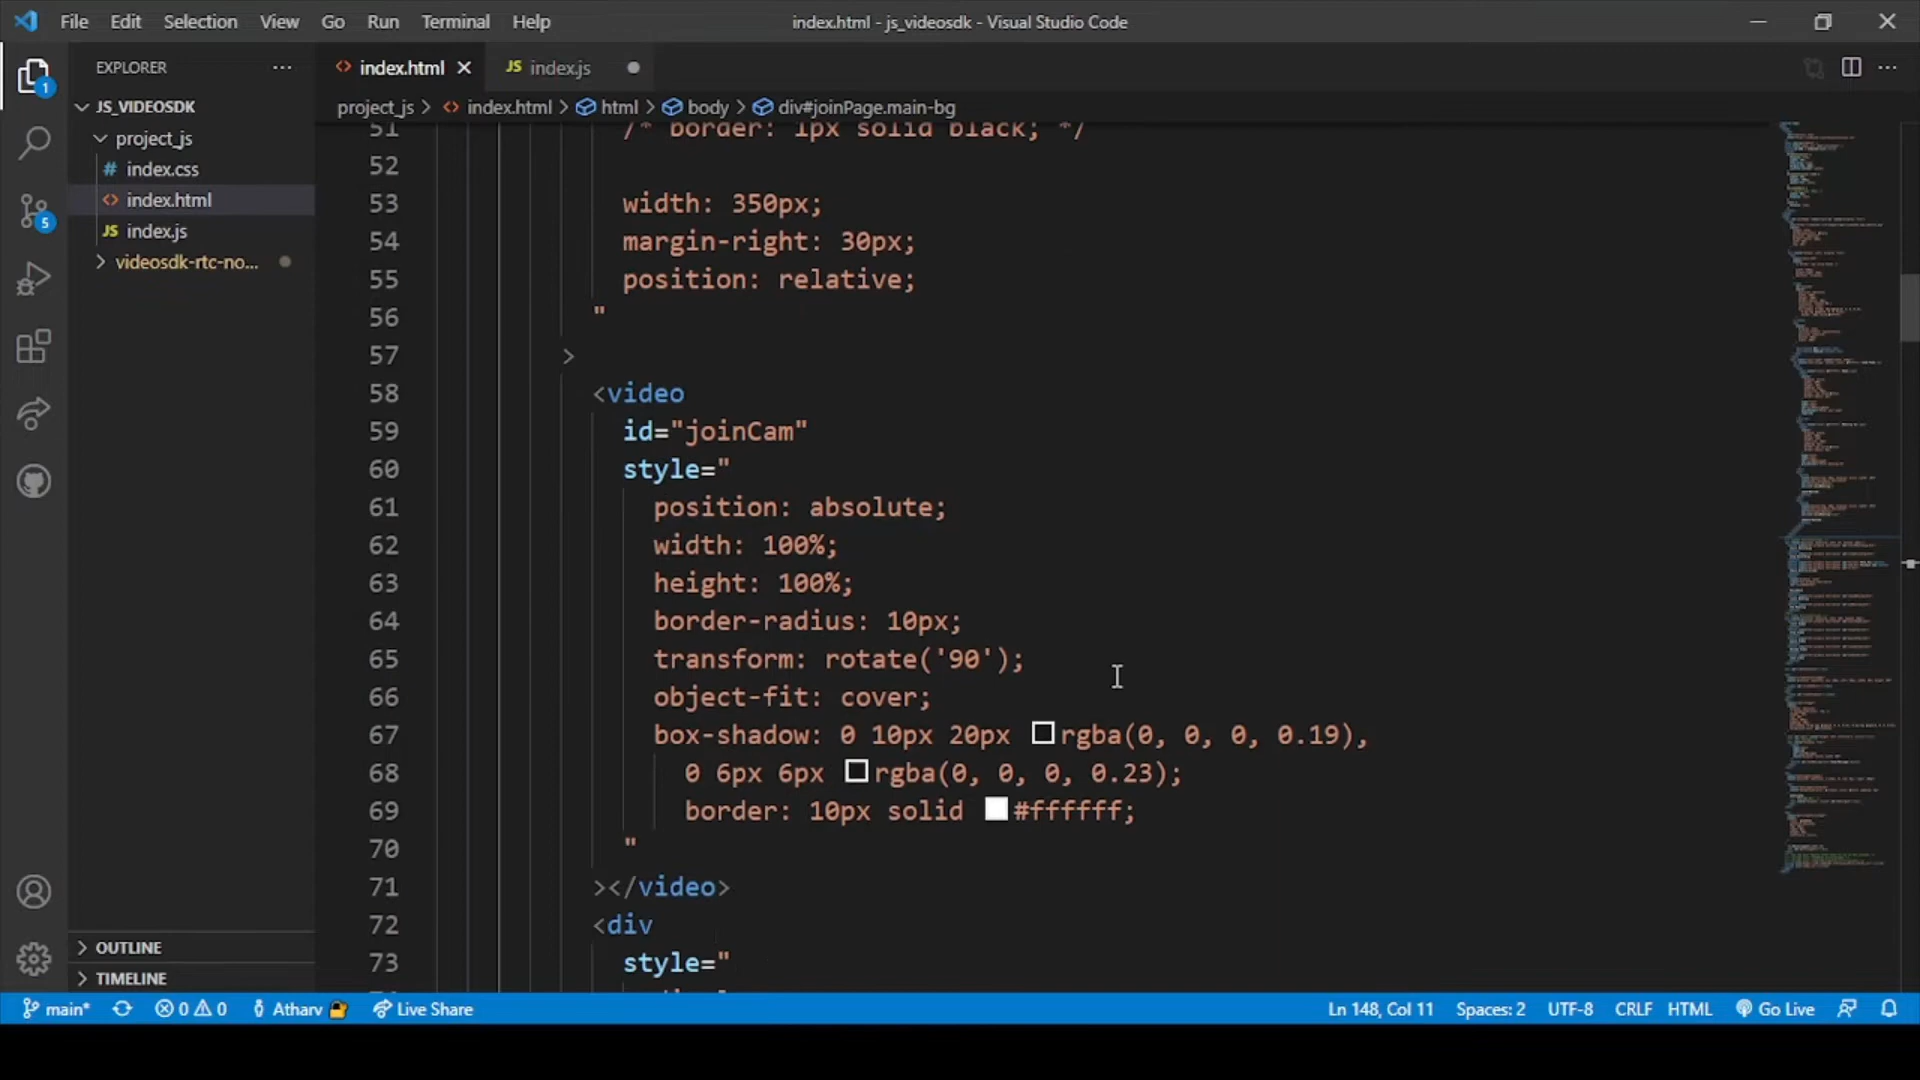 File Edit Selection View Go Run Terminal Help
index.html - js_videosdk - Visual Studio Code
EXPLORER
index.html
JS index.js
JS_VIDEOSDK
project_js > index.html > html > body > div#joinPage.main-bg
project_js
# index.css
index.html
JS index.js
videosdk-rtc-no...
1
5
51 /* border: 1px solid black; */
52
53 width: 350px;
54 margin-right: 30px;
55 position: relative;
56 "
57 >
58 <video
59 id="joinCam"
60 style="
61 position: absolute;
62 width: 100%;
63 height: 100%;
64 border-radius: 10px;
65 transform: rotate('90');
66 object-fit: cover;
67 box-shadow: 0 10px 20px rgba(0, 0, 0, 0.19),
68 0 6px 6px rgba(0, 0, 0, 0.23);
69 border: 10px solid #ffffff;
70 "
71 ></video>
72 <div
73 style="
OUTLINE
TIMELINE
main* 0 0 Atharv Live Share
Ln 148, Col 11 Spaces: 2 UTF-8 CRLF HTML Go Live